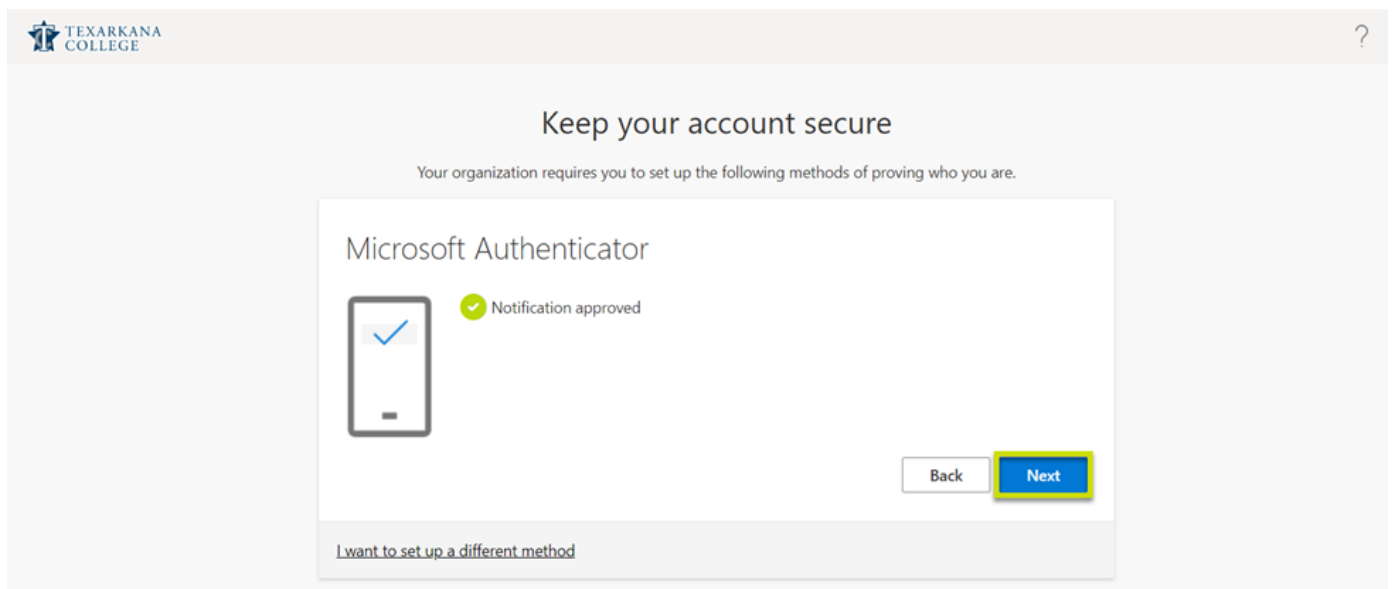 TEXARKANA
COLLEGE
?
Keep your account secure
Your organization requires you to set up the following methods of proving who you are.
Microsoft Authenticator
Notification approved
Back
Next
I want to set up a different method